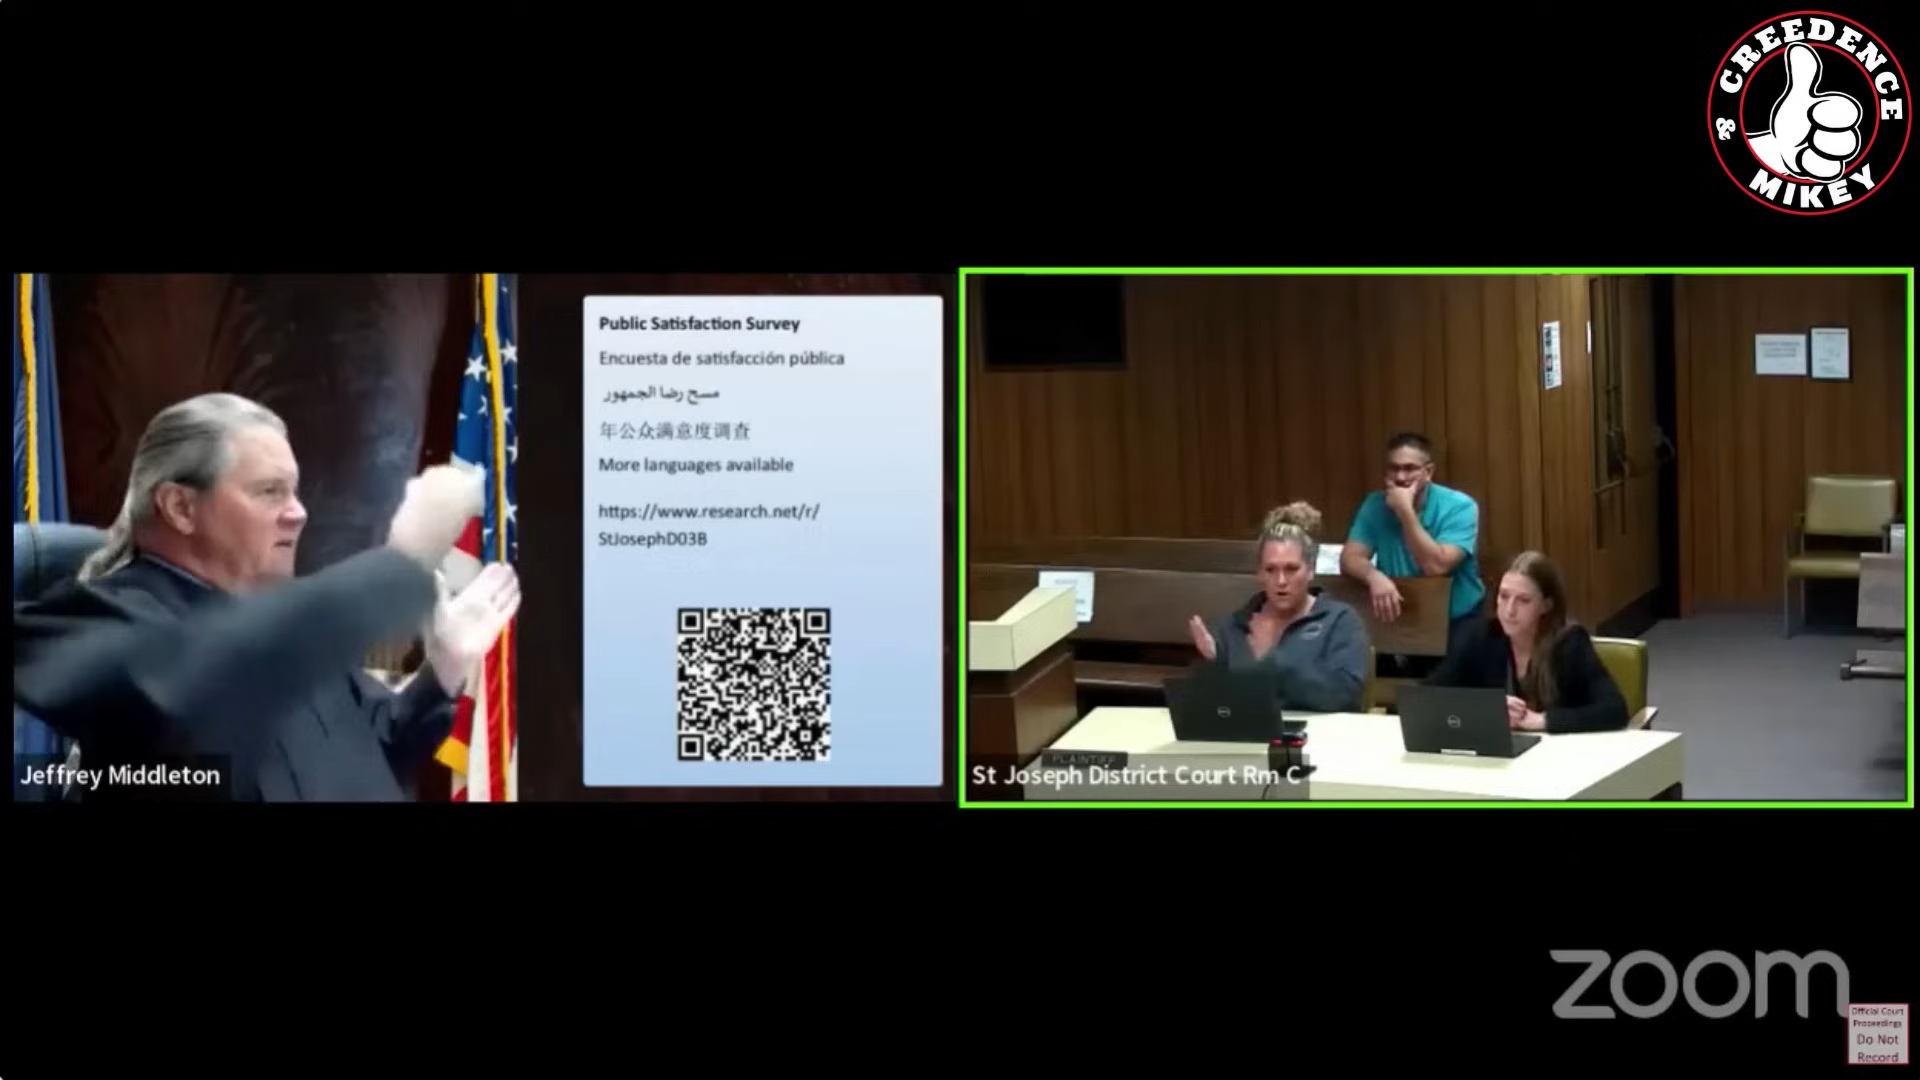 CREEDENCE
& MIKEY
Public Satisfaction Survey
Encuesta de satisfacción pública
مسح رضا الجمهور
年公众满意度调查
More languages available
https://www.research.net/r/
StJosephD03B
Jeffrey Middleton
PLAINTIFF
St Joseph District Court Rm C
zoom
Official Court
Proceedings
Do Not
Record